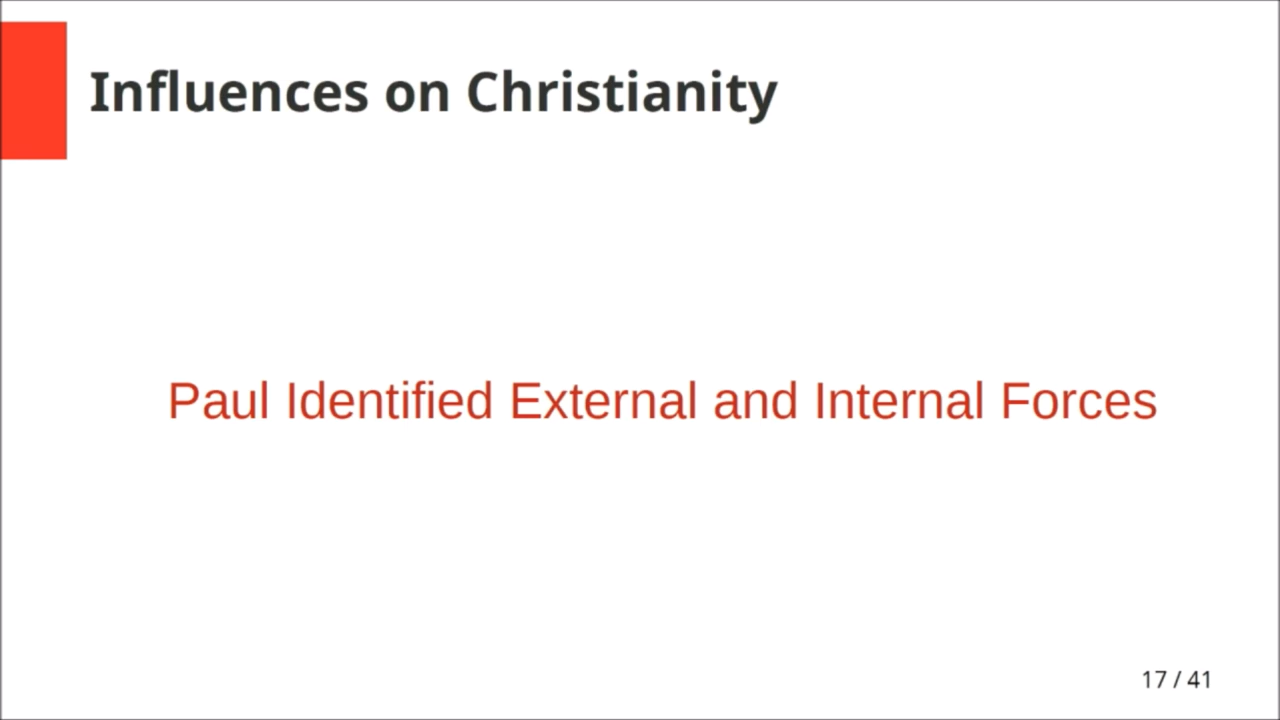 Influences on Christianity
Paul Identified External and Internal Forces
17 / 41